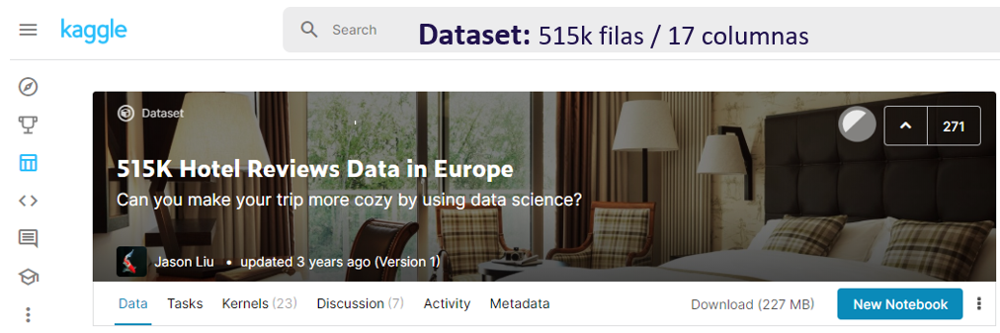 kaggle
Search
Dataset: 515k filas / 17 columnas
Dataset
271
515K Hotel Reviews Data in Europe
Can you make your trip more cozy by using data science?
Jason Liu • updated 3 years ago (Version 1)
Data Tasks Kernels (23) Discussion (7) Activity Metadata Download (227 MB) New Notebook